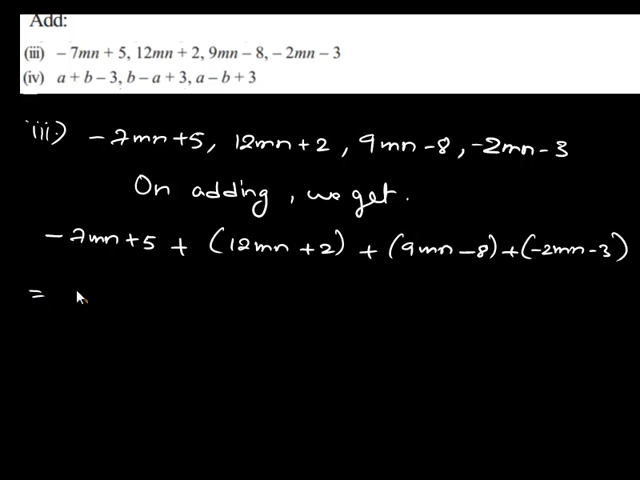 Add:
(iii) – 7mn + 5, 12mn + 2, 9mn – 8, – 2mn – 3
(iv) a + b – 3, b – a + 3, a – b + 3
iii.) - 7mn + 5, 12mn + 2, 9mn - 8, -2mn - 3
On adding, we get.
- 7mn + 5 + (12mn + 2) + (9mn - 8) + (-2mn - 3)
=